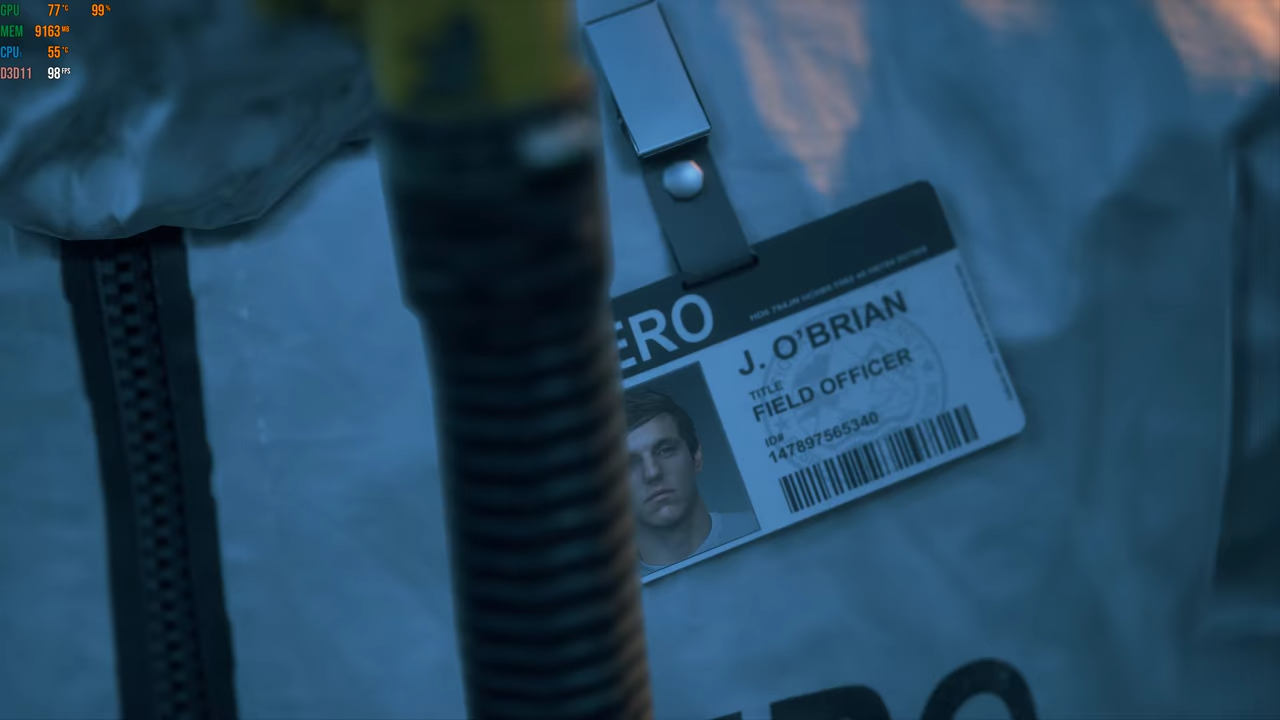 GPU 77°C 99%
MEM 9163MB
CPU 55°C
D3D11 98FPS
ERO
J. O'BRIAN
TITLE
FIELD OFFICER
ID#
147897565340